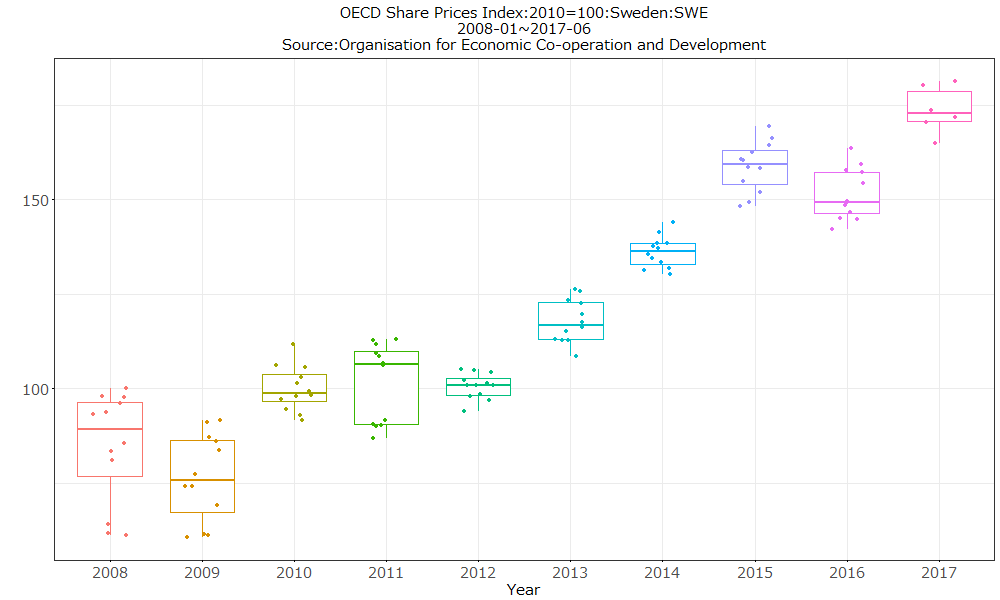 OECD Share Prices Index:2010=100:Sweden:SWE
2008-01~2017-06
Source:Organisation for Economic Co-operation and Development
150
100
2008 2009 2010 2011 2012 2013 2014 2015 2016 2017
Year